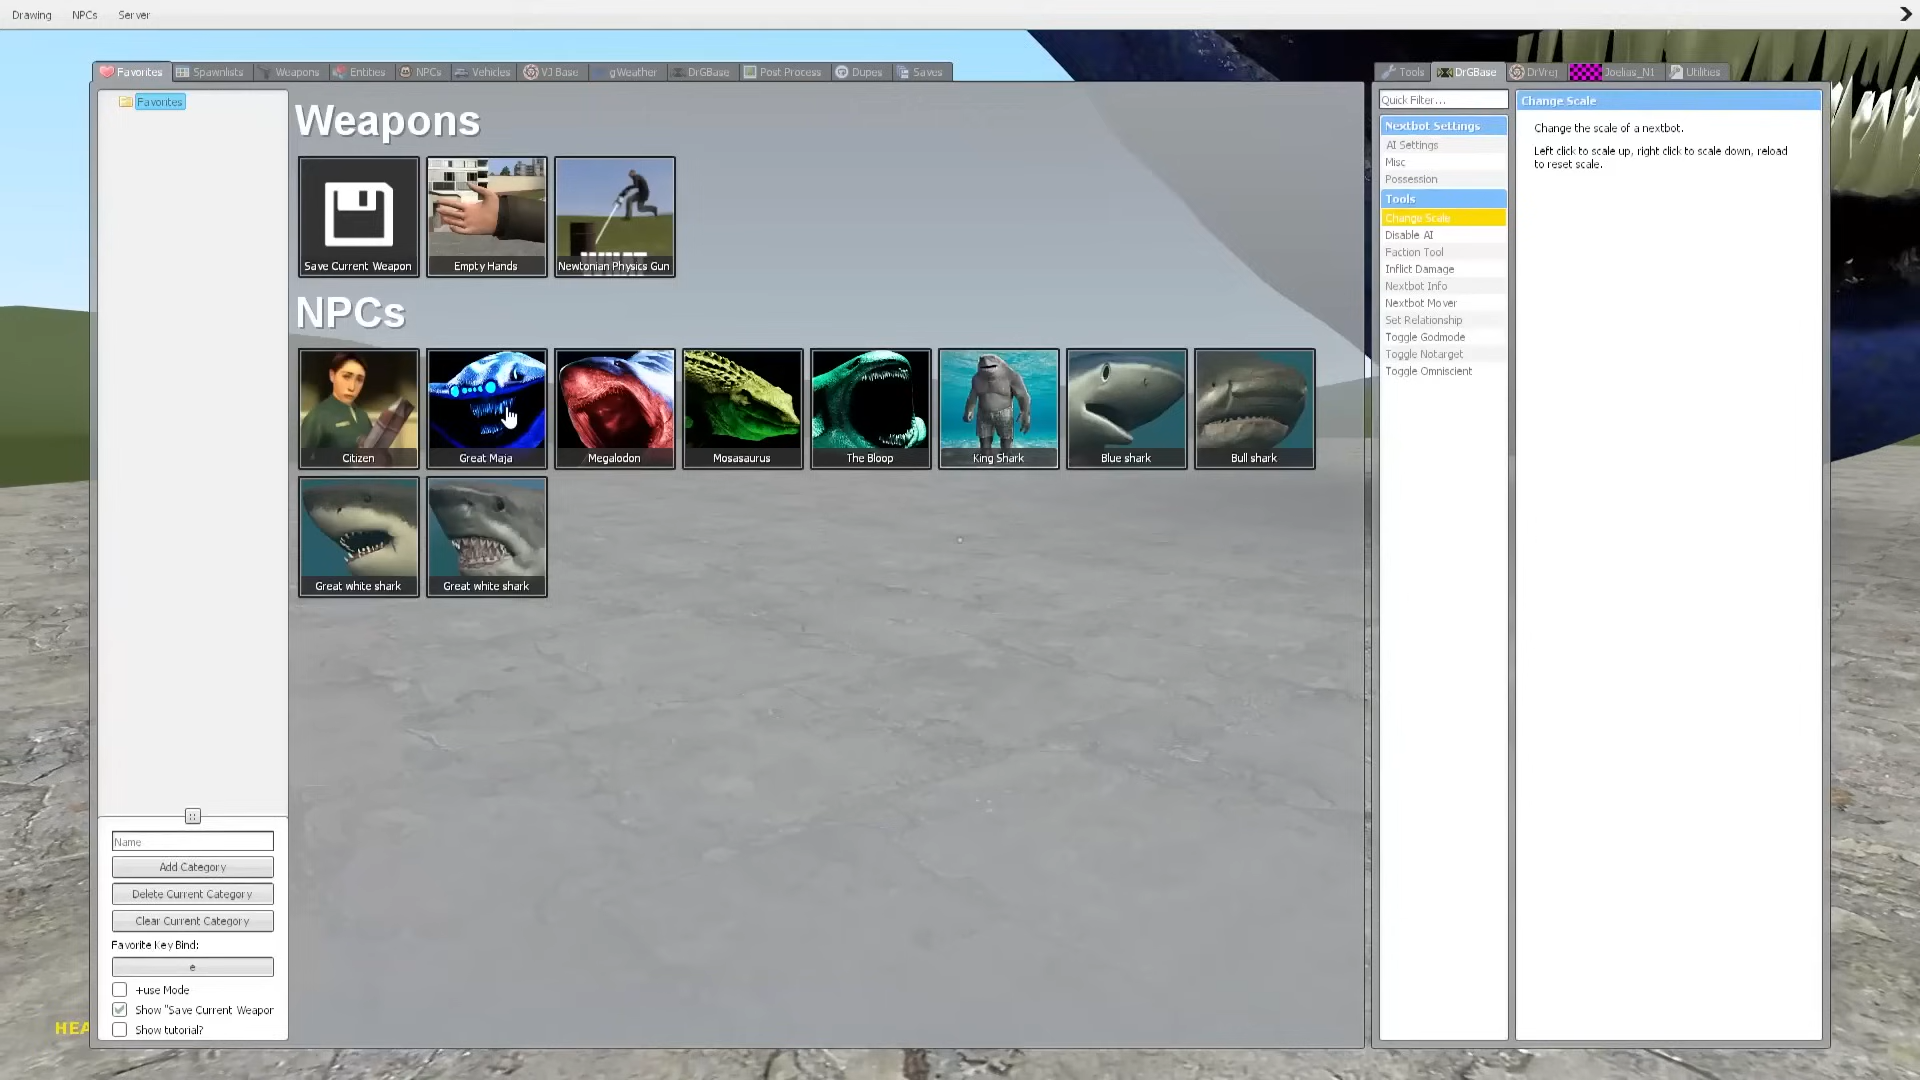 Drawing NPCs Server
Favorites Spawnlists Weapons Entities NPCs Vehicles VJ Base gWeather DrGBase Post Process Dupes Saves
Tools DrGBase DrVrej Joelias_N1 Utilities
Favorites
Weapons
Save Current Weapon Empty Hands Newtonian Physics Gun
NPCs
Citizen Great Maja Megalodon Mosasaurus The Bloop King Shark Blue shark Bull shark
Great white shark Great white shark
Name
Add Category
Delete Current Category
Clear Current Category
Favorite Key Bind:
e
+use Mode
Show "Save Current Weapor
Show tutorial?
HEA
Quick Filter...
Nextbot Settings
AI Settings
Misc
Possession
Tools
Change Scale
Disable AI
Faction Tool
Inflict Damage
Nextbot Info
Nextbot Mover
Set Relationship
Toggle Godmode
Toggle Notarget
Toggle Omniscient
Change Scale
Change the scale of a nextbot.
Left click to scale up, right click to scale down, reload
to reset scale.